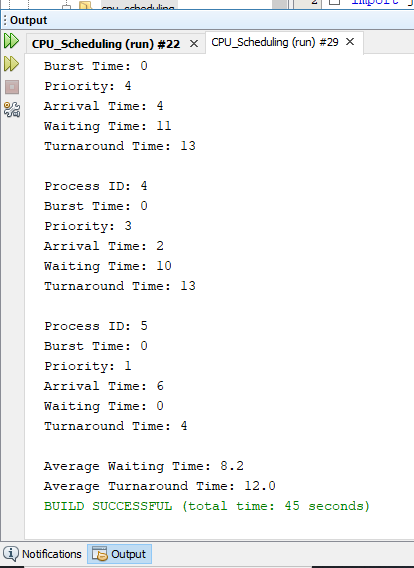 cpu_scheduling
2
import j
Output
CPU_Scheduling (run) #22 ×
CPU_Scheduling (run) #29 ×
Burst Time: 0
Priority: 4
Arrival Time: 4
Waiting Time: 11
Turnaround Time: 13
Process ID: 4
Burst Time: 0
Priority: 3
Arrival Time: 2
Waiting Time: 10
Turnaround Time: 13
Process ID: 5
Burst Time: 0
Priority: 1
Arrival Time: 6
Waiting Time: 0
Turnaround Time: 4
Average Waiting Time: 8.2
Average Turnaround Time: 12.0
BUILD SUCCESSFUL (total time: 45 seconds)
Notifications
Output